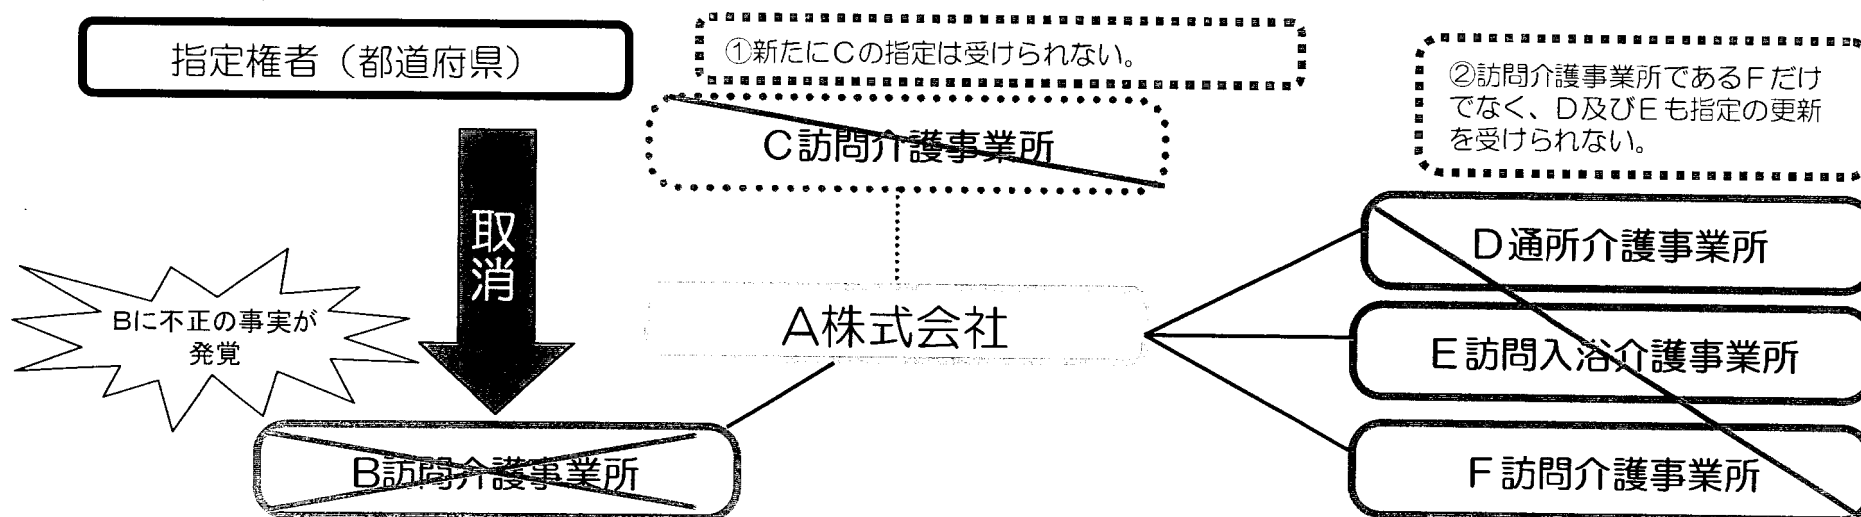 指定権者（都道府県）
①新たにCの指定は受けられない。
②訪問介護事業所であるFだけ
でなく、D及びEも指定の更新
を受けられない。
C訪問介護事業所
取
消
D通所介護事業所
Bに不正の事実が
発覚
A株式会社
E訪問入浴介護事業所
B訪問介護事業所
F訪問介護事業所